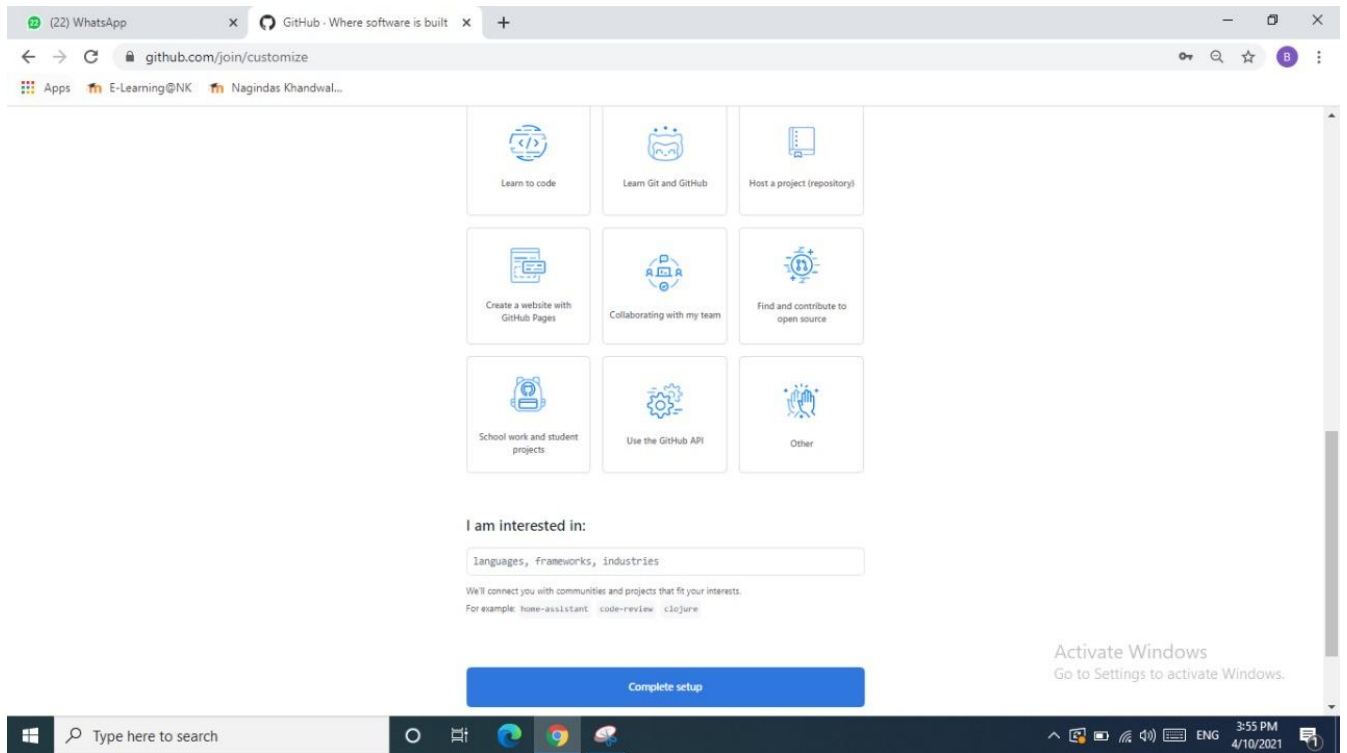 (22) WhatsApp
GitHub · Where software is built
github.com/join/customize
B
Apps
E-Learning@NK
Nagindas Khandwal...
Learn to code
Learn Git and GitHub
Host a project (repository)
Create a website with
GitHub Pages
Collaborating with my team
Find and contribute to
open source
School work and student
projects
Use the GitHub API
Other
I am interested in:
languages, frameworks, industries
We'll connect you with communities and projects that fit your interests.
For example: home-assistant code-review clojure
Complete setup
Activate Windows
Go to Settings to activate Windows.
Type here to search
ENG
3:55 PM
4/10/2021
1